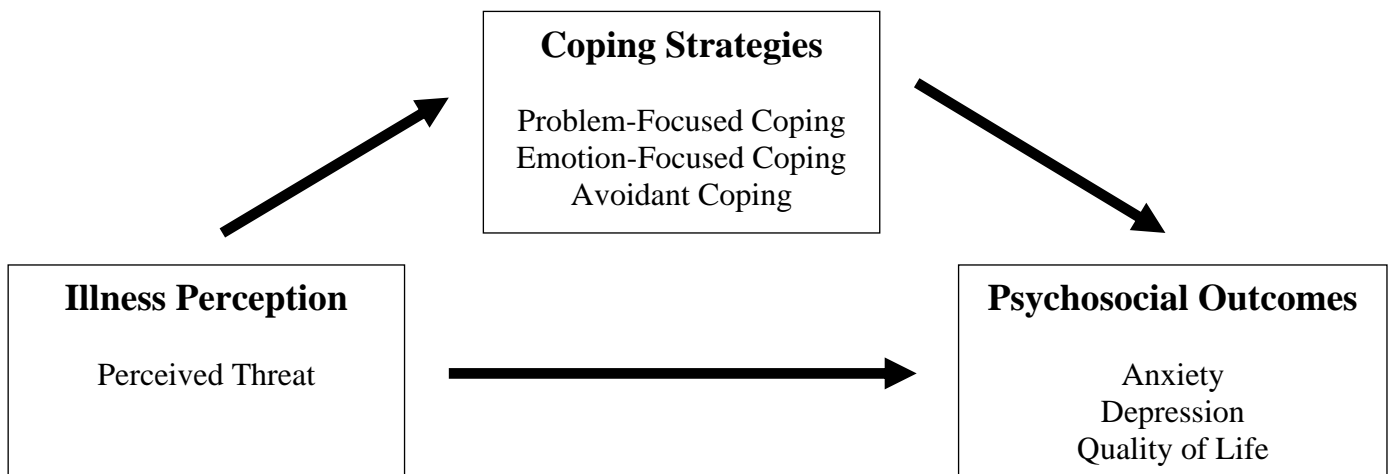 Coping Strategies
Problem-Focused Coping
Emotion-Focused Coping
Avoidant Coping
Illness Perception
Perceived Threat
Psychosocial Outcomes
Anxiety
Depression
Quality of Life